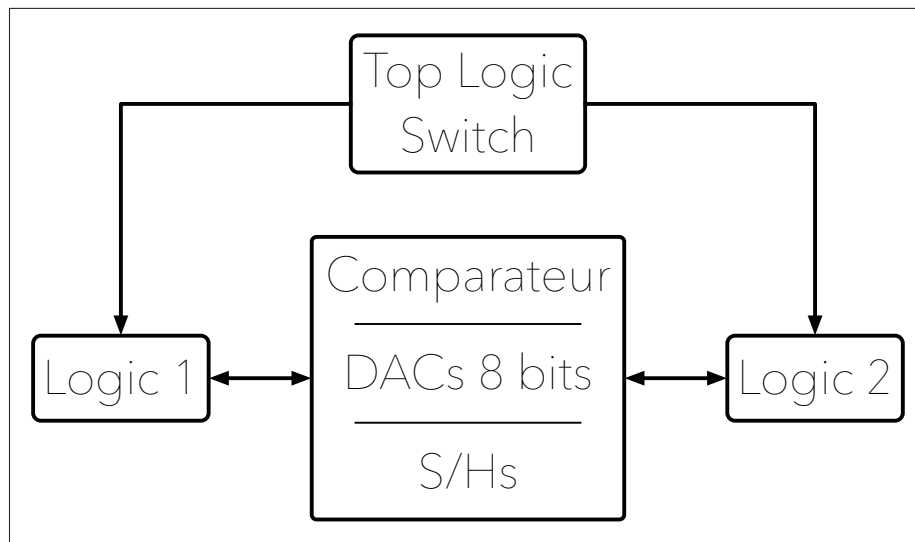 Top Logic
Switch
Comparateur
DACs 8 bits
S/Hs
Logic 1
Logic 2